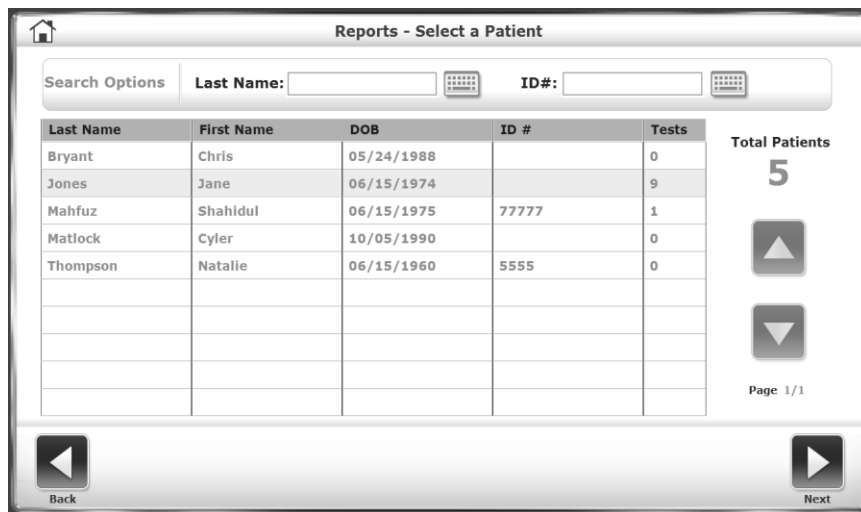 Reports - Select a Patient
Search Options Last Name: ID#:
Last Name First Name DOB ID # Tests
Bryant Chris 05/24/1988 0
Jones Jane 06/15/1974 9
Mahfuz Shahidul 06/15/1975 77777 1
Matlock Cyler 10/05/1990 0
Thompson Natalie 06/15/1960 5555 0
Total Patients
5
Page 1/1
Back Next